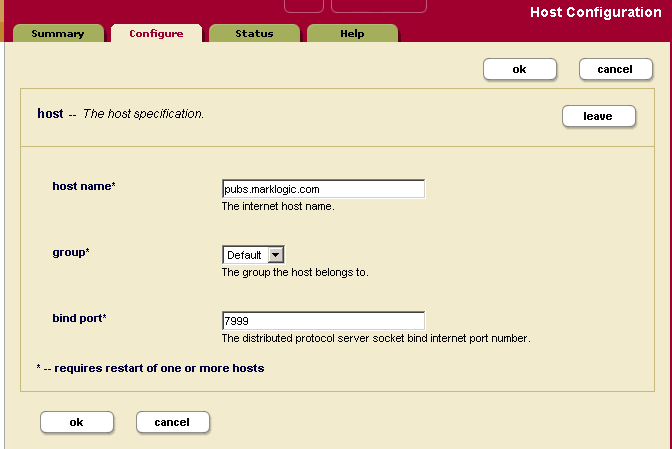 Host Configuration
Summary Configure Status Help
ok cancel
host -- The host specification.
leave
host name* pubs.marklogic.com
The internet host name.
group* Default
The group the host belongs to.
bind port* 7999
The distributed protocol server socket bind internet port number.
* -- requires restart of one or more hosts
ok cancel